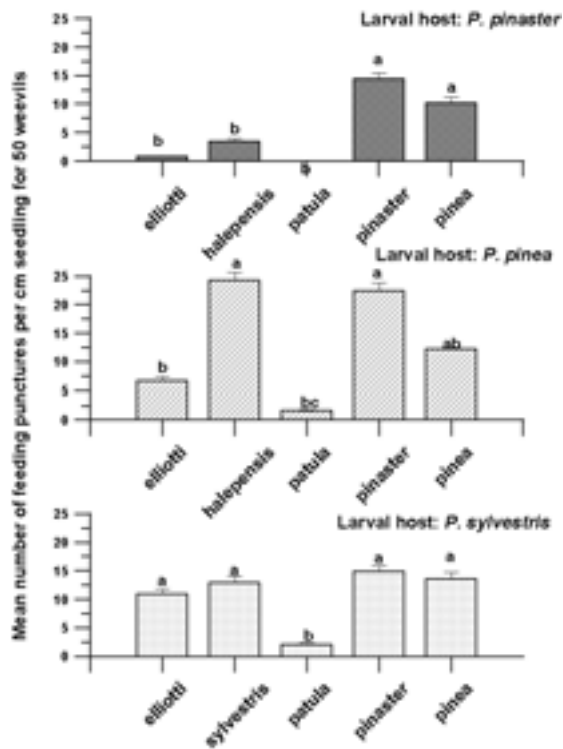 Mean number of feeding punctures per cm seedling for 50 weevils
Larval host: P. pinaster
25
20
15
10
5
0
b
b
b
a
a
elliotti
halepensis
patula
pinaster
pinea
Larval host: P. pinea
25
20
15
10
5
0
b
a
bc
a
ab
elliotti
halepensis
patula
pinaster
pinea
Larval host: P. sylvestris
25
20
15
10
5
0
a
a
b
a
a
elliotti
sylvestris
patula
pinaster
pinea